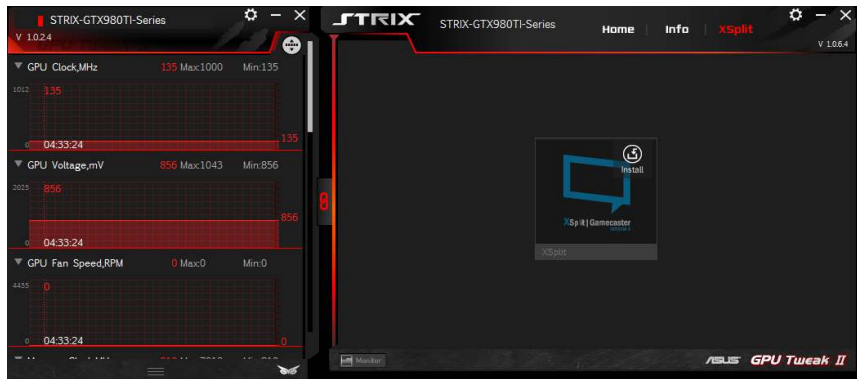 STRIX-GTX980TI-Series
V 1.0.2.4
GPU Clock,MHz 135 Max:1000 Min:135
1012 135
135
0 04:33:24
GPU Voltage,mV 856 Max:1043 Min:856
2025 856
856
0 04:33:24
GPU Fan Speed,RPM 0 Max:0 Min:0
4455 0
0 04:33:24 0
STRIX STRIX-GTX980TI-Series Home Info XSplit
V 1.0.6.4
Install
XSplit | Gamecaster
XSplit
Monitor
ASUS GPU Tweak II